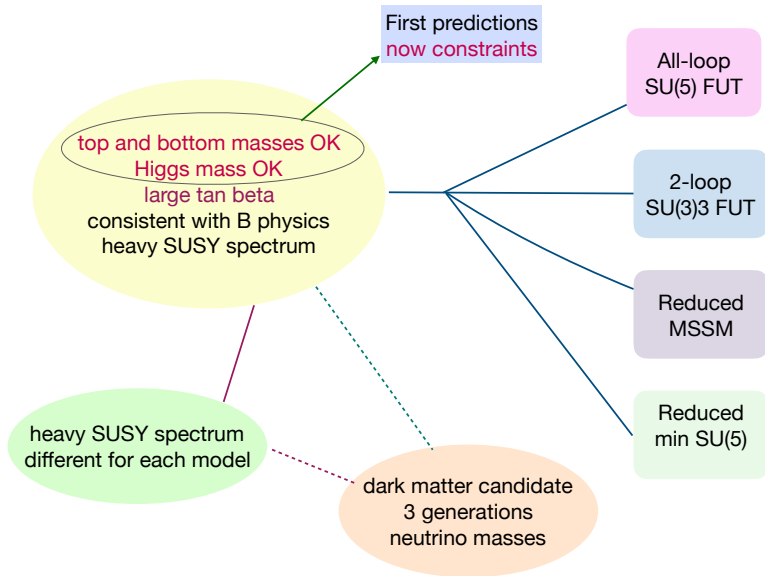 First predictions
now constraints
top and bottom masses OK
Higgs mass OK
large tan beta
consistent with B physics
heavy SUSY spectrum
All-loop
SU(5) FUT
2-loop
SU(3)3 FUT
Reduced
MSSM
Reduced
min SU(5)
heavy SUSY spectrum
different for each model
dark matter candidate
3 generations
neutrino masses